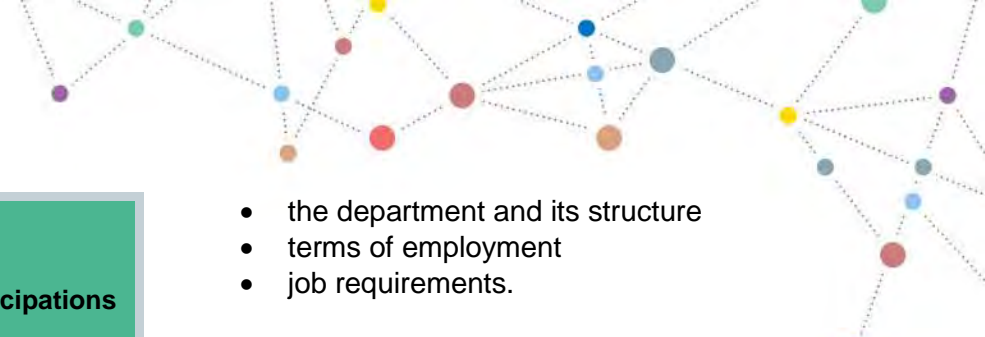 • the department and its structure
• terms of employment
• job requirements.
cipations